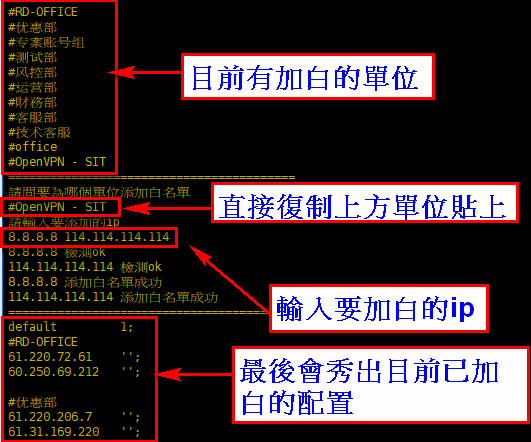 #RD-OFFICE
#优惠部
#专案账号组
#测试部
#风控部
#运营部
#财務部
#客服部
#技术客服
#office
#OpenVPN - SIT
目前有加白的單位
=========================================
請問要為哪個單位添加白名單
#OpenVPN - SIT
直接復制上方單位貼上
請輸入要添加的ip
8.8.8.8 114.114.114.114
8.8.8.8 檢測ok
114.114.114.114 檢測ok
8.8.8.8 添加白名單成功
114.114.114.114 添加白名單成功
輸入要加白的ip
=========================================
default 1;
#RD-OFFICE
61.220.72.61 '';
60.250.69.212 '';
最後會秀出目前已加
白的配置
#优惠部
61.220.206.7 '';
61.31.169.220 '';